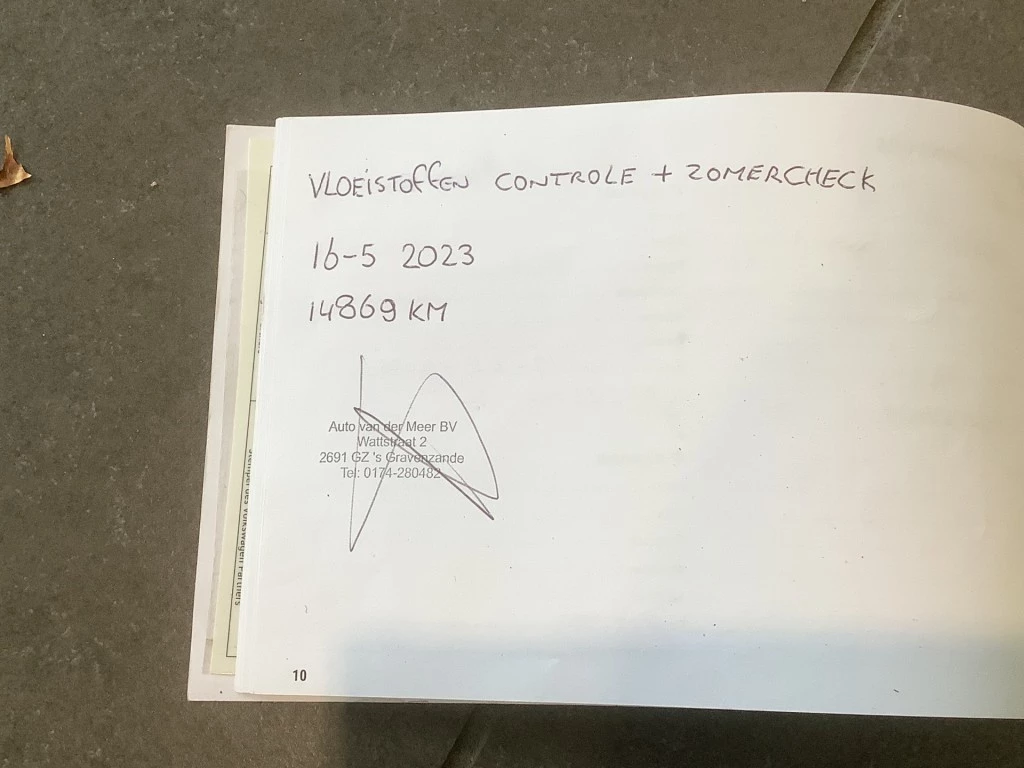 VLOEISTOFFEN CONTROLE + ZOMERCHECK
16-5 2023
14869 KM
Auto van der Meer BV
Wattstraat 2
2691 GZ 's Gravenzande
Tel: 0174-280482
10